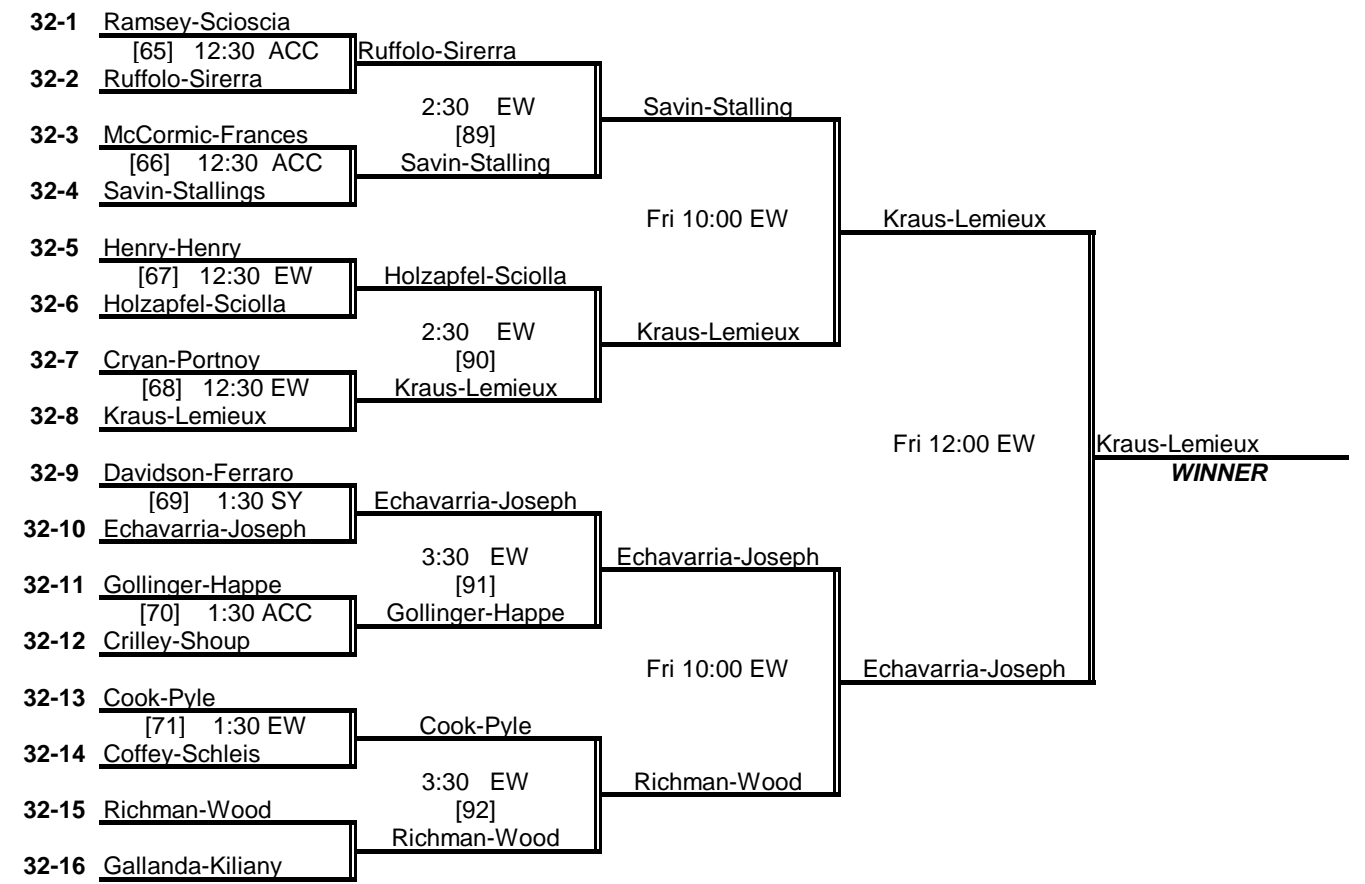 32-1 Ramsey-Scioscia
[65] 12:30 ACC Ruffolo-Sirerra
32-2 Ruffolo-Sirerra
2:30 EW Savin-Stalling
32-3 McCormic-Frances [89]
[66] 12:30 ACC Savin-Stalling
32-4 Savin-Stallings
Fri 10:00 EW Kraus-Lemieux
32-5 Henry-Henry
[67] 12:30 EW Holzapfel-Sciolla
32-6 Holzapfel-Sciolla
2:30 EW Kraus-Lemieux
32-7 Cryan-Portnoy [90]
[68] 12:30 EW Kraus-Lemieux
32-8 Kraus-Lemieux
Fri 12:00 EW Kraus-Lemieux
32-9 Davidson-Ferraro WINNER
[69] 1:30 SY Echavarria-Joseph
32-10 Echavarria-Joseph
3:30 EW Echavarria-Joseph
32-11 Gollinger-Happe [91]
[70] 1:30 ACC Gollinger-Happe
32-12 Crilley-Shoup
Fri 10:00 EW Echavarria-Joseph
32-13 Cook-Pyle
[71] 1:30 EW Cook-Pyle
32-14 Coffey-Schleis
3:30 EW Richman-Wood
32-15 Richman-Wood [92]
Richman-Wood
32-16 Gallanda-Kiliany